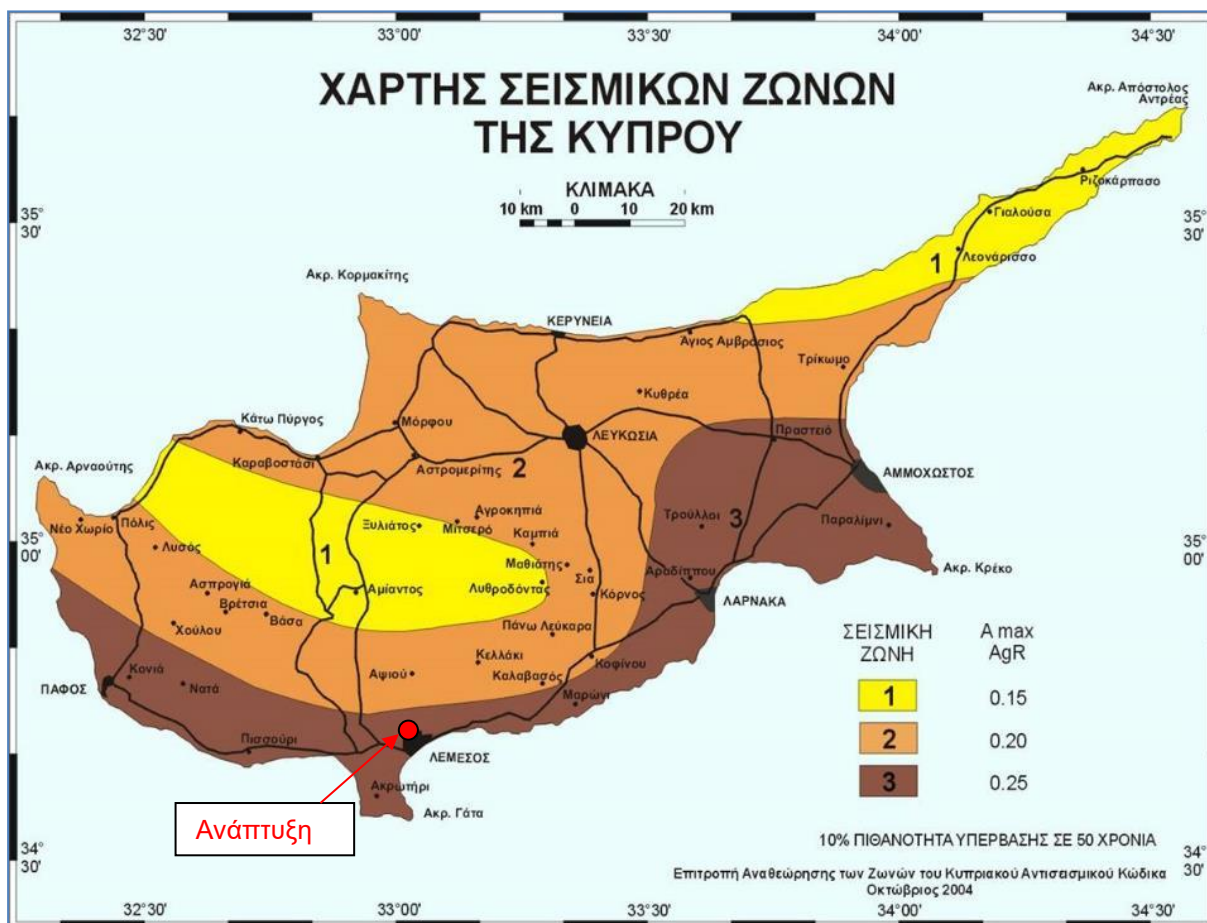 32°30' 33°00' 33°30' 34°00' 34°30'
ΧΑΡΤΗΣ ΣΕΙΣΜΙΚΩΝ ΖΩΝΩΝ
ΤΗΣ ΚΥΠΡΟΥ
Ακρ. Απόστολος
Αντρέας
ΚΛΙΜΑΚΑ
10 km 0 10 20 km
Ριζοκάρπασο
35°
30'
Γιαλούσα
35°
30'
Λεονάρισσο
1
Ακρ. Κορμακίτης
ΚΕΡΥΝΕΙΑ
Άγιος Αμβρόσιος
Τρίκωμο
Κυθρέα
Κάτω Πύργος
Μόρφου
ΛΕΥΚΩΣΙΑ
Πραστειό
Ακρ. Αρναούτης
Καραβοστάσι
Αστρομερίτης
2
ΑΜΜΟΧΩΣΤΟΣ
Νέο Χωρίο
Πόλις
Ξυλιάτος
Αγροκηπιά
Μιτσερό
Καμπιά
Τρούλλοι
3
Παραλίμνι
35°
00'
Λυσός
1
Μαθιάτης
Σια
Αραδίππου
35°
00'
Ακρ. Κρέκο
Ασπρογιά
Αμίαντος
Λυθροδόντας
Κόρνος
ΛΑΡΝΑΚΑ
Βρέτσια
Βάσα
Χούλου
Πάνω Λεύκαρα
ΣΕΙΣΜΙΚΗ
ΖΩΝΗ
A max
AgR
Κελλάκι
Κοφίνου
Κονιά
Αψιού
Καλαβασός
ΠΑΦΟΣ
Νατά
Μαρώνι
1 0.15
Πισσούρι
ΛΕΜΕΣΟΣ
2 0.20
Ακρωτήρι
3 0.25
Ακρ. Γάτα
Ανάπτυξη
10% ΠΙΘΑΝΟΤΗΤΑ ΥΠΕΡΒΑΣΗΣ ΣΕ 50 ΧΡΟΝΙΑ
34°
30'
34°
30'
Επιτροπή Αναθεώρησης των Ζωνών του Κυπριακού Αντισεισμικού Κώδικα
Οκτώβριος 2004
32°30' 33°00' 33°30' 34°00' 34°30'